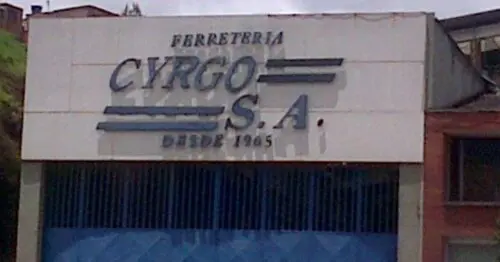 FERRETERIA
CYRGO
S.A.
DESDE 1965